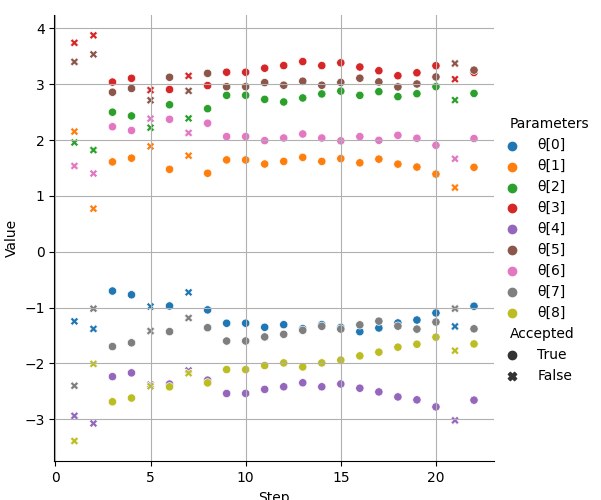 4
3
2
1
0
−1
−2
−3
Value
0
5
10
15
20
Step
Parameters
θ[0]
θ[1]
θ[2]
θ[3]
θ[4]
θ[5]
θ[6]
θ[7]
θ[8]
Accepted
True
False